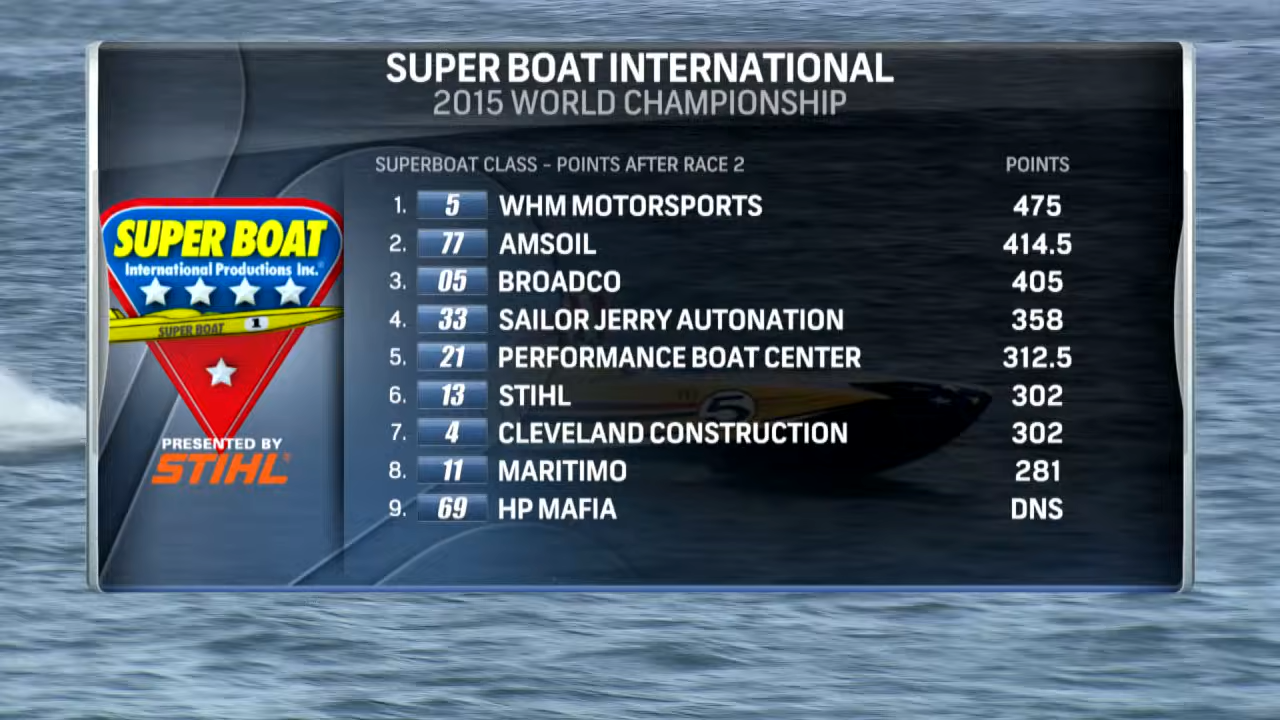 SUPER BOAT INTERNATIONAL
2015 WORLD CHAMPIONSHIP
SUPERBOAT CLASS – POINTS AFTER RACE 2 POINTS
1. 5 WHM MOTORSPORTS 475
2. 77 AMSOIL 414.5
3. 05 BROADCO 405
4. 33 SAILOR JERRY AUTONATION 358
5. 21 PERFORMANCE BOAT CENTER 312.5
6. 13 STIHL 302
7. 4 CLEVELAND CONSTRUCTION 302
8. 11 MARITIMO 281
9. 69 HP MAFIA DNS
SUPER BOAT
International Productions Inc.®
SUPER BOAT 1
PRESENTED BY
STIHL®
5